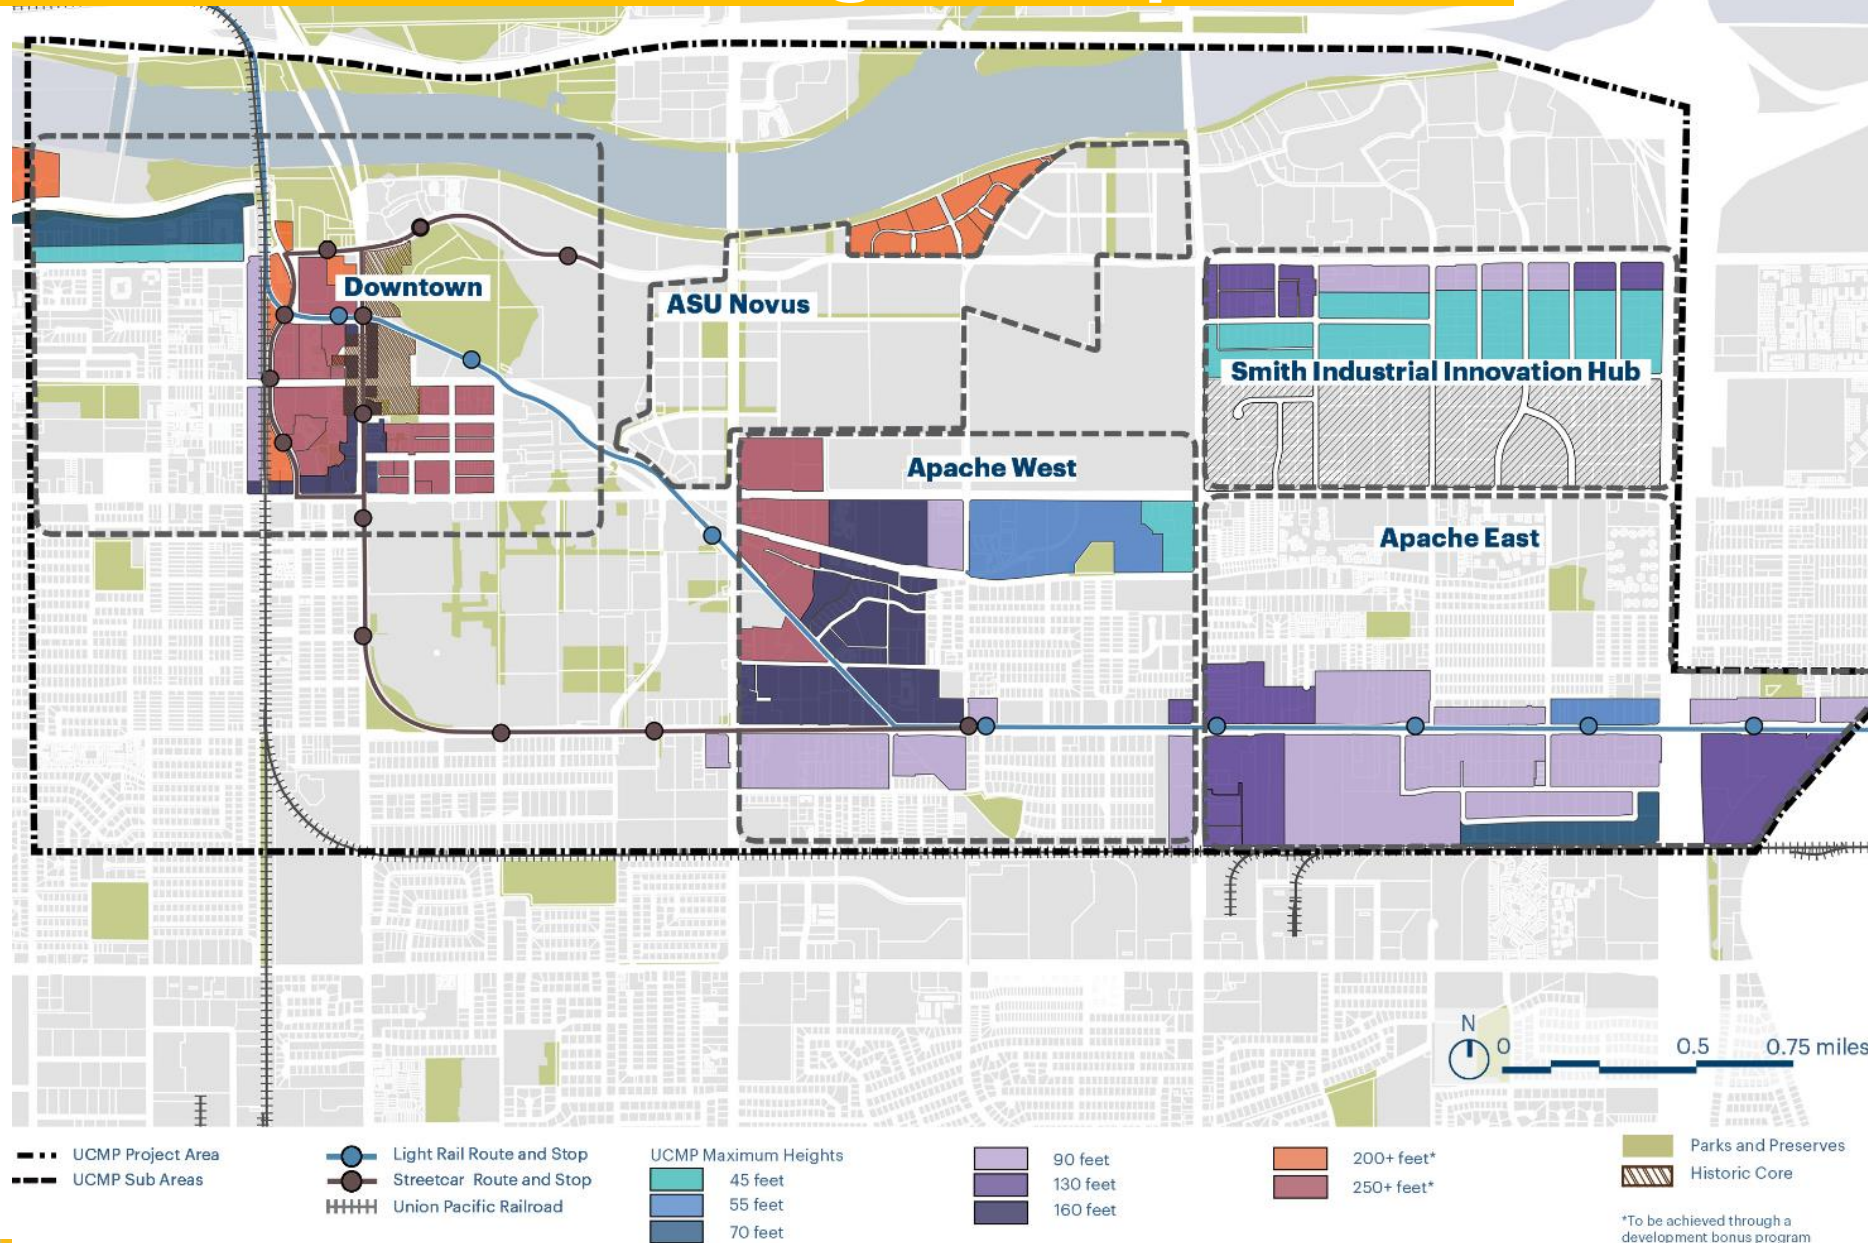 Downtown
ASU Novus
Smith Industrial Innovation Hub
Apache West
Apache East
N
0
0.5
0.75 miles
UCMP Project Area
UCMP Sub Areas
Light Rail Route and Stop
Streetcar Route and Stop
Union Pacific Railroad
UCMP Maximum Heights
45 feet
55 feet
70 feet
90 feet
130 feet
160 feet
200+ feet*
250+ feet*
Parks and Preserves
Historic Core
*To be achieved through a
development bonus program